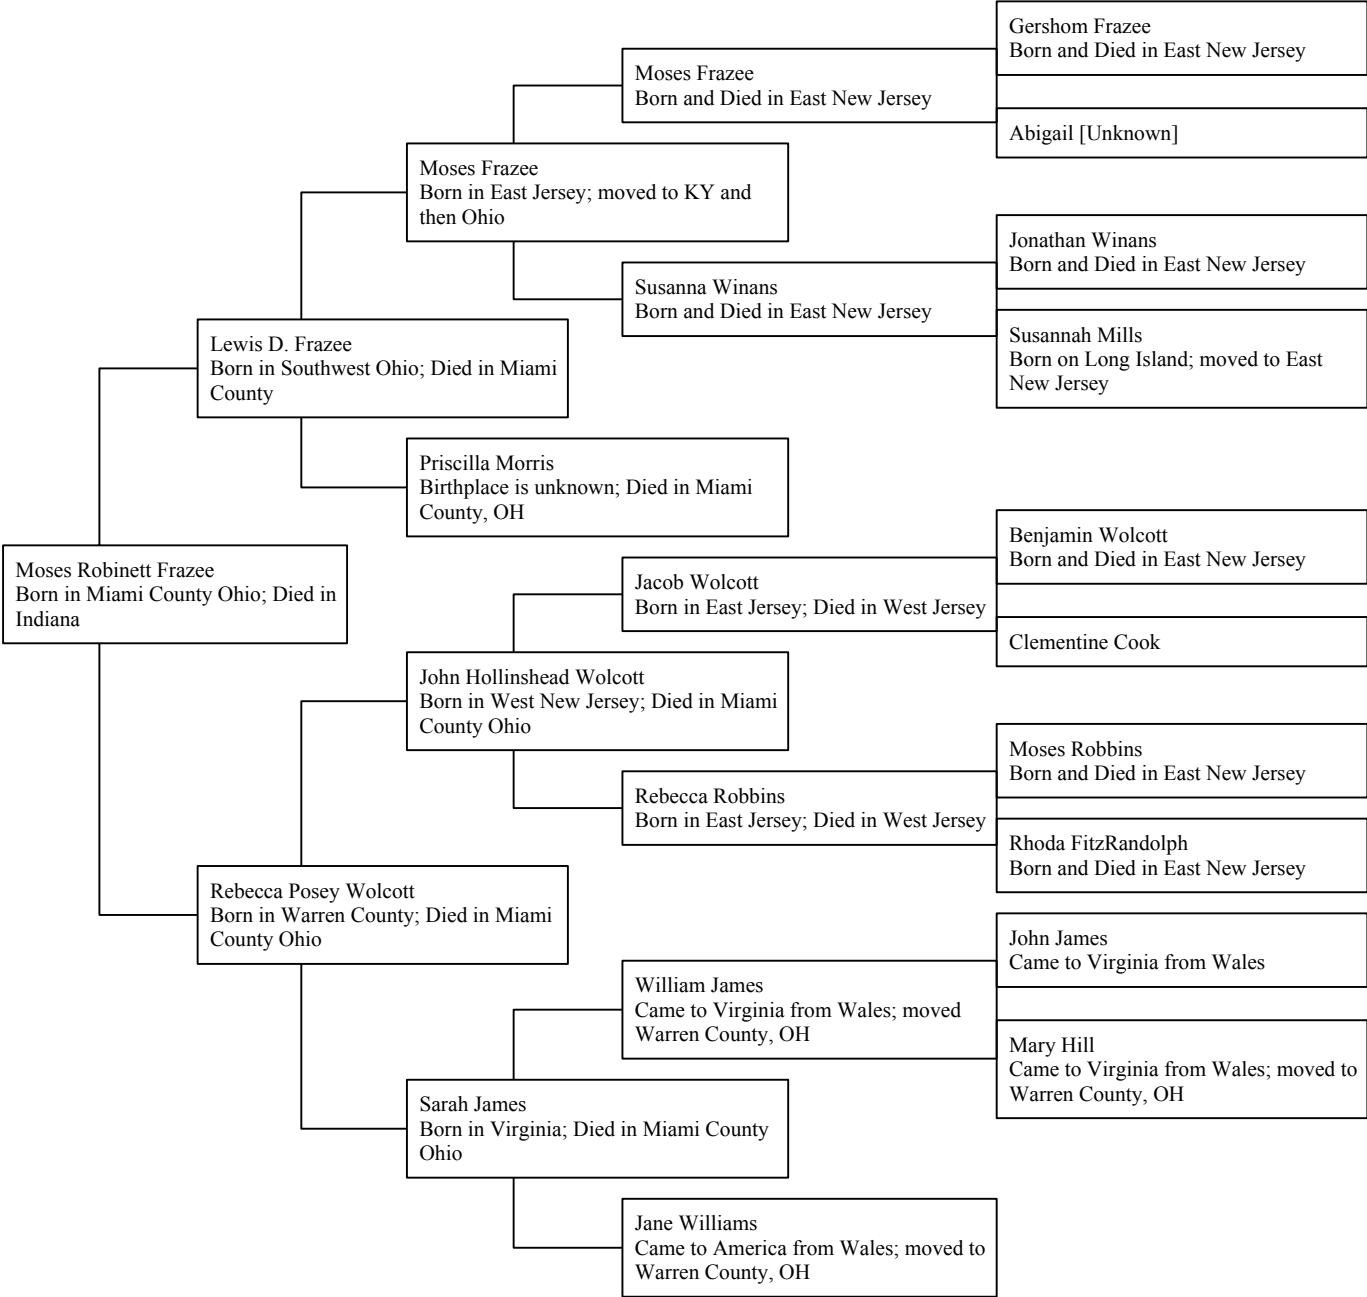 Gershom Frazee
Born and Died in East New Jersey
Moses Frazee
Born and Died in East New Jersey
Abigail [Unknown]
Moses Frazee
Born in East Jersey; moved to KY and
then Ohio
Jonathan Winans
Born and Died in East New Jersey
Susanna Winans
Born and Died in East New Jersey
Susannah Mills
Born on Long Island; moved to East
New Jersey
Lewis D. Frazee
Born in Southwest Ohio; Died in Miami
County
Priscilla Morris
Birthplace is unknown; Died in Miami
County, OH
Moses Robinett Frazee
Born in Miami County Ohio; Died in
Indiana
Benjamin Wolcott
Born and Died in East New Jersey
Jacob Wolcott
Born in East Jersey; Died in West Jersey
Clementine Cook
John Hollinshead Wolcott
Born in West New Jersey; Died in Miami
County Ohio
Moses Robbins
Born and Died in East New Jersey
Rebecca Robbins
Born in East Jersey; Died in West Jersey
Rhoda FitzRandolph
Born and Died in East New Jersey
Rebecca Posey Wolcott
Born in Warren County; Died in Miami
County Ohio
John James
Came to Virginia from Wales
William James
Came to Virginia from Wales; moved
Warren County, OH
Mary Hill
Came to Virginia from Wales; moved to
Warren County, OH
Sarah James
Born in Virginia; Died in Miami County
Ohio
Jane Williams
Came to America from Wales; moved to
Warren County, OH